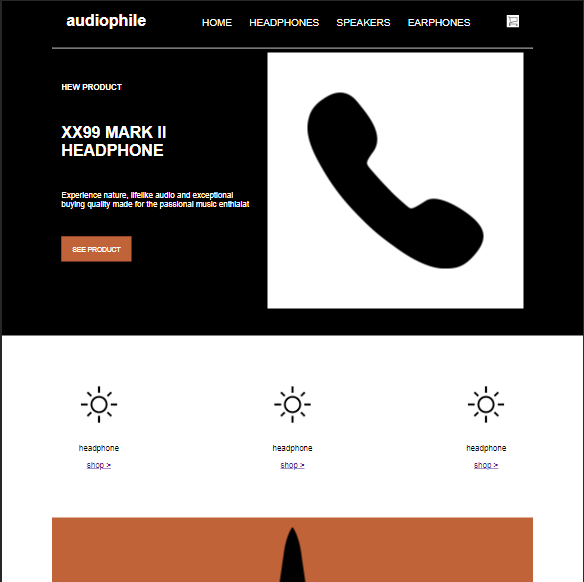 audiophile
HOME HEADPHONES SPEAKERS EARPHONES
HEW PRODUCT
XX99 MARK II
HEADPHONE
Experience nature, lifelike audio and exceptional
buying quality made for the passional music enthiaiat
SEE PRODUCT
headphone headphone headphone
shop > shop > shop >